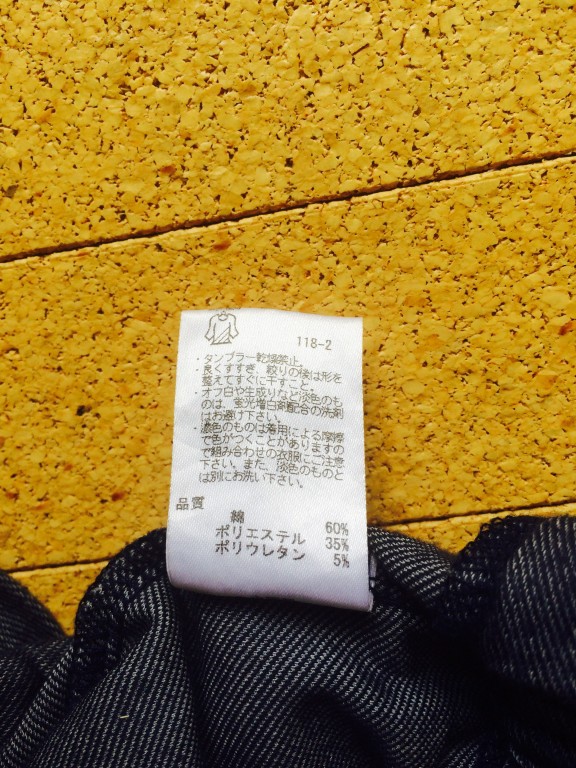 118-2
・タンブラー乾燥禁止。
・良くすすぎ、絞りの後は形を
整えてすぐに干すこと。
・オフ白や生成りなど淡色のも
のは、蛍光増白剤配合の洗剤
はお避け下さい。
・濃色のものは着用による摩擦
で色がつくことがありますの
で組み合わせの衣服にご注意
下さい。また、淡色のものと
は別にお洗い下さい。
品質
綿 60%
ポリエステル 35%
ポリウレタン 5%